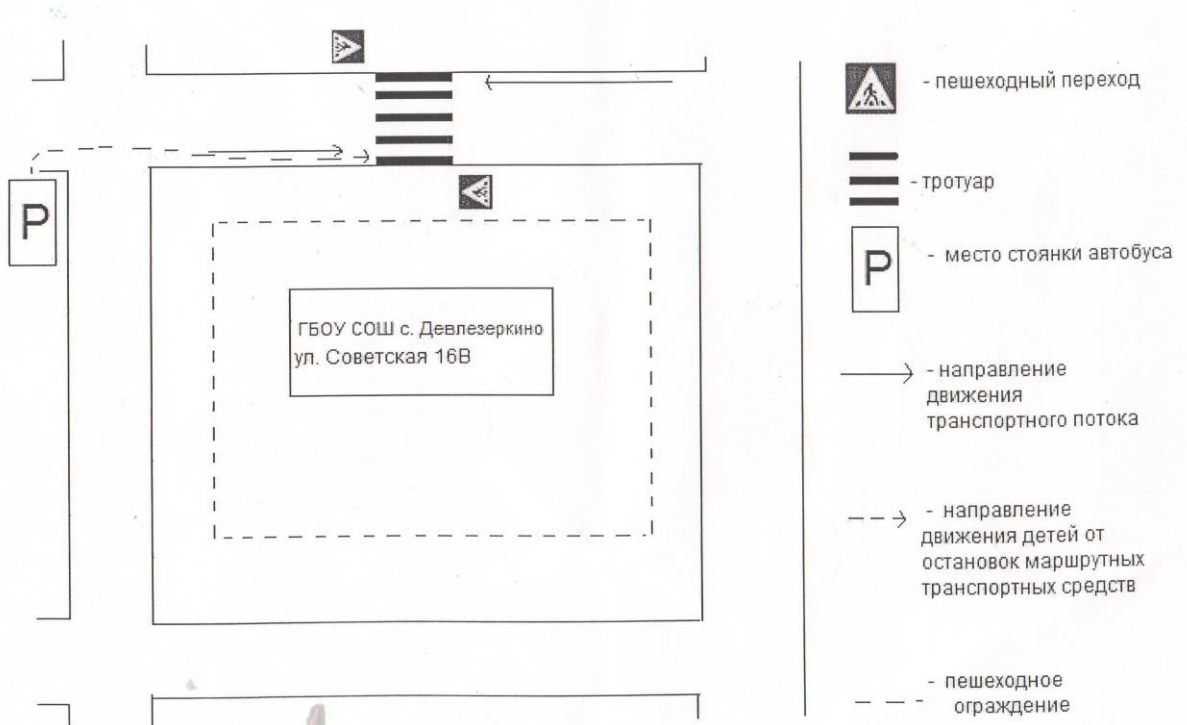 P
ГБОУ СОШ с. Девлезеркино
ул. Советская 16В
- пешеходный переход
- тротуар
P
- место стоянки автобуса
- направление
движения
транспортного потока
- направление
движения детей от
остановок маршрутных
транспортных средств
- пешеходное
ограждение